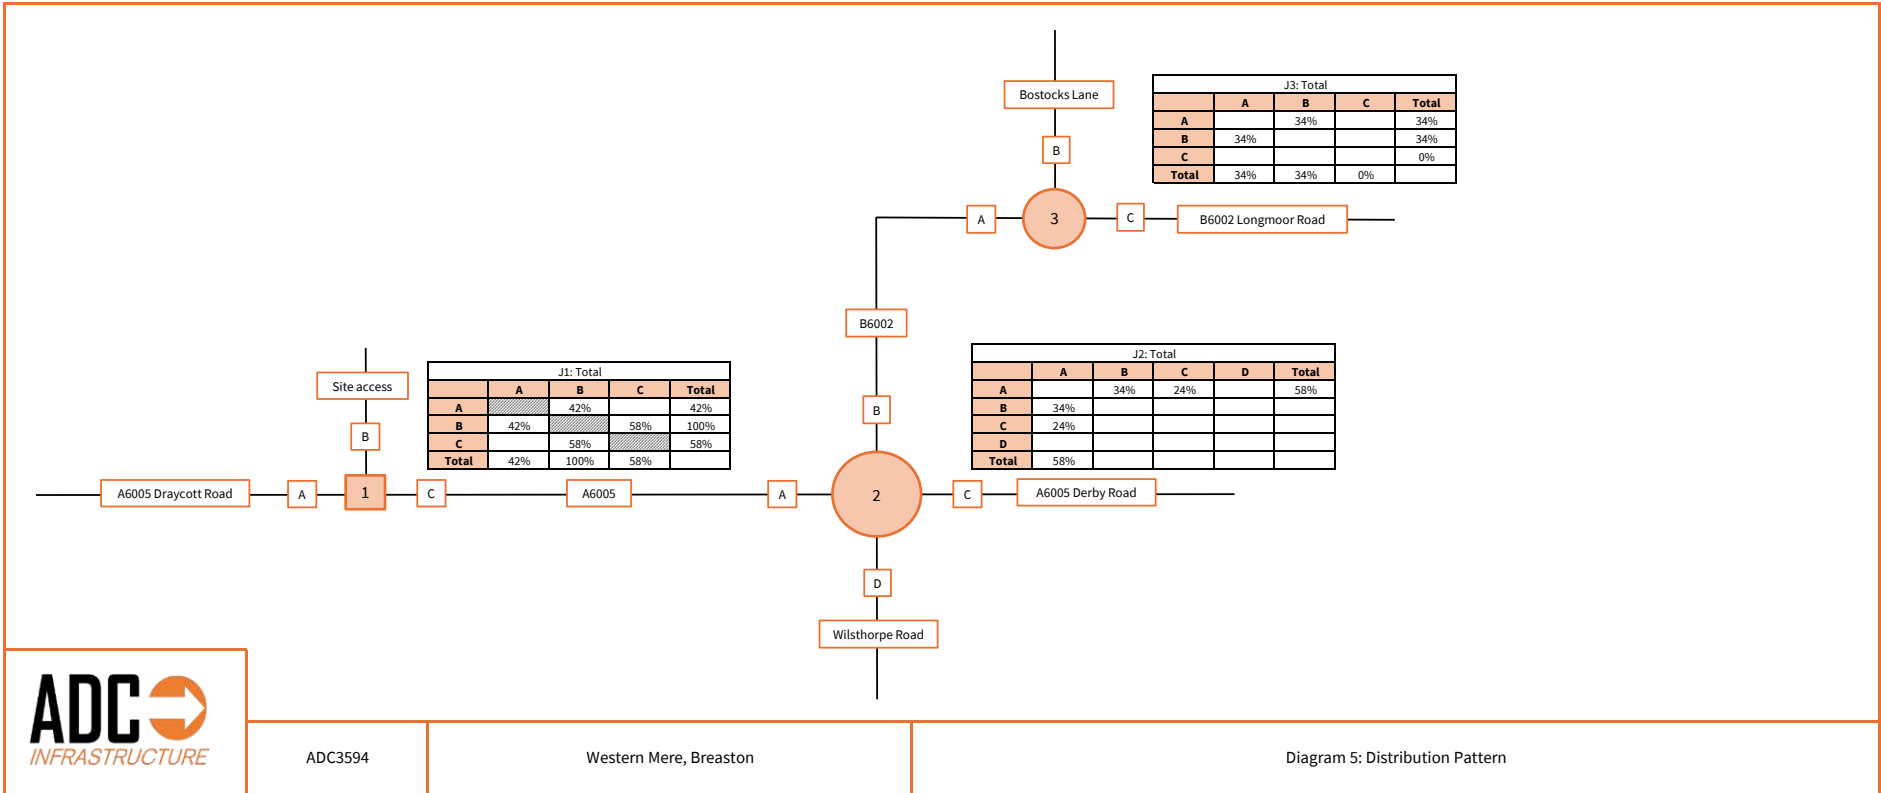 Bostocks Lane
J3: Total
A B C Total
A 34% 34%
B 34% 34%
C 0%
Total 34% 34% 0%
B
A
3
C
B6002 Longmoor Road
B6002
Site access
J1: Total
A B C Total
A 42% 42%
B 42% 58% 100%
C 58% 58%
Total 42% 100% 58%
J2: Total
A B C D Total
A 34% 24% 58%
B 34%
C 24%
D
Total 58%
B
B
A6005 Draycott Road
A
1
C
A6005
A
2
C
A6005 Derby Road
D
Wilsthorpe Road
ADC
INFRASTRUCTURE
ADC3594
Western Mere, Breaston
Diagram 5: Distribution Pattern